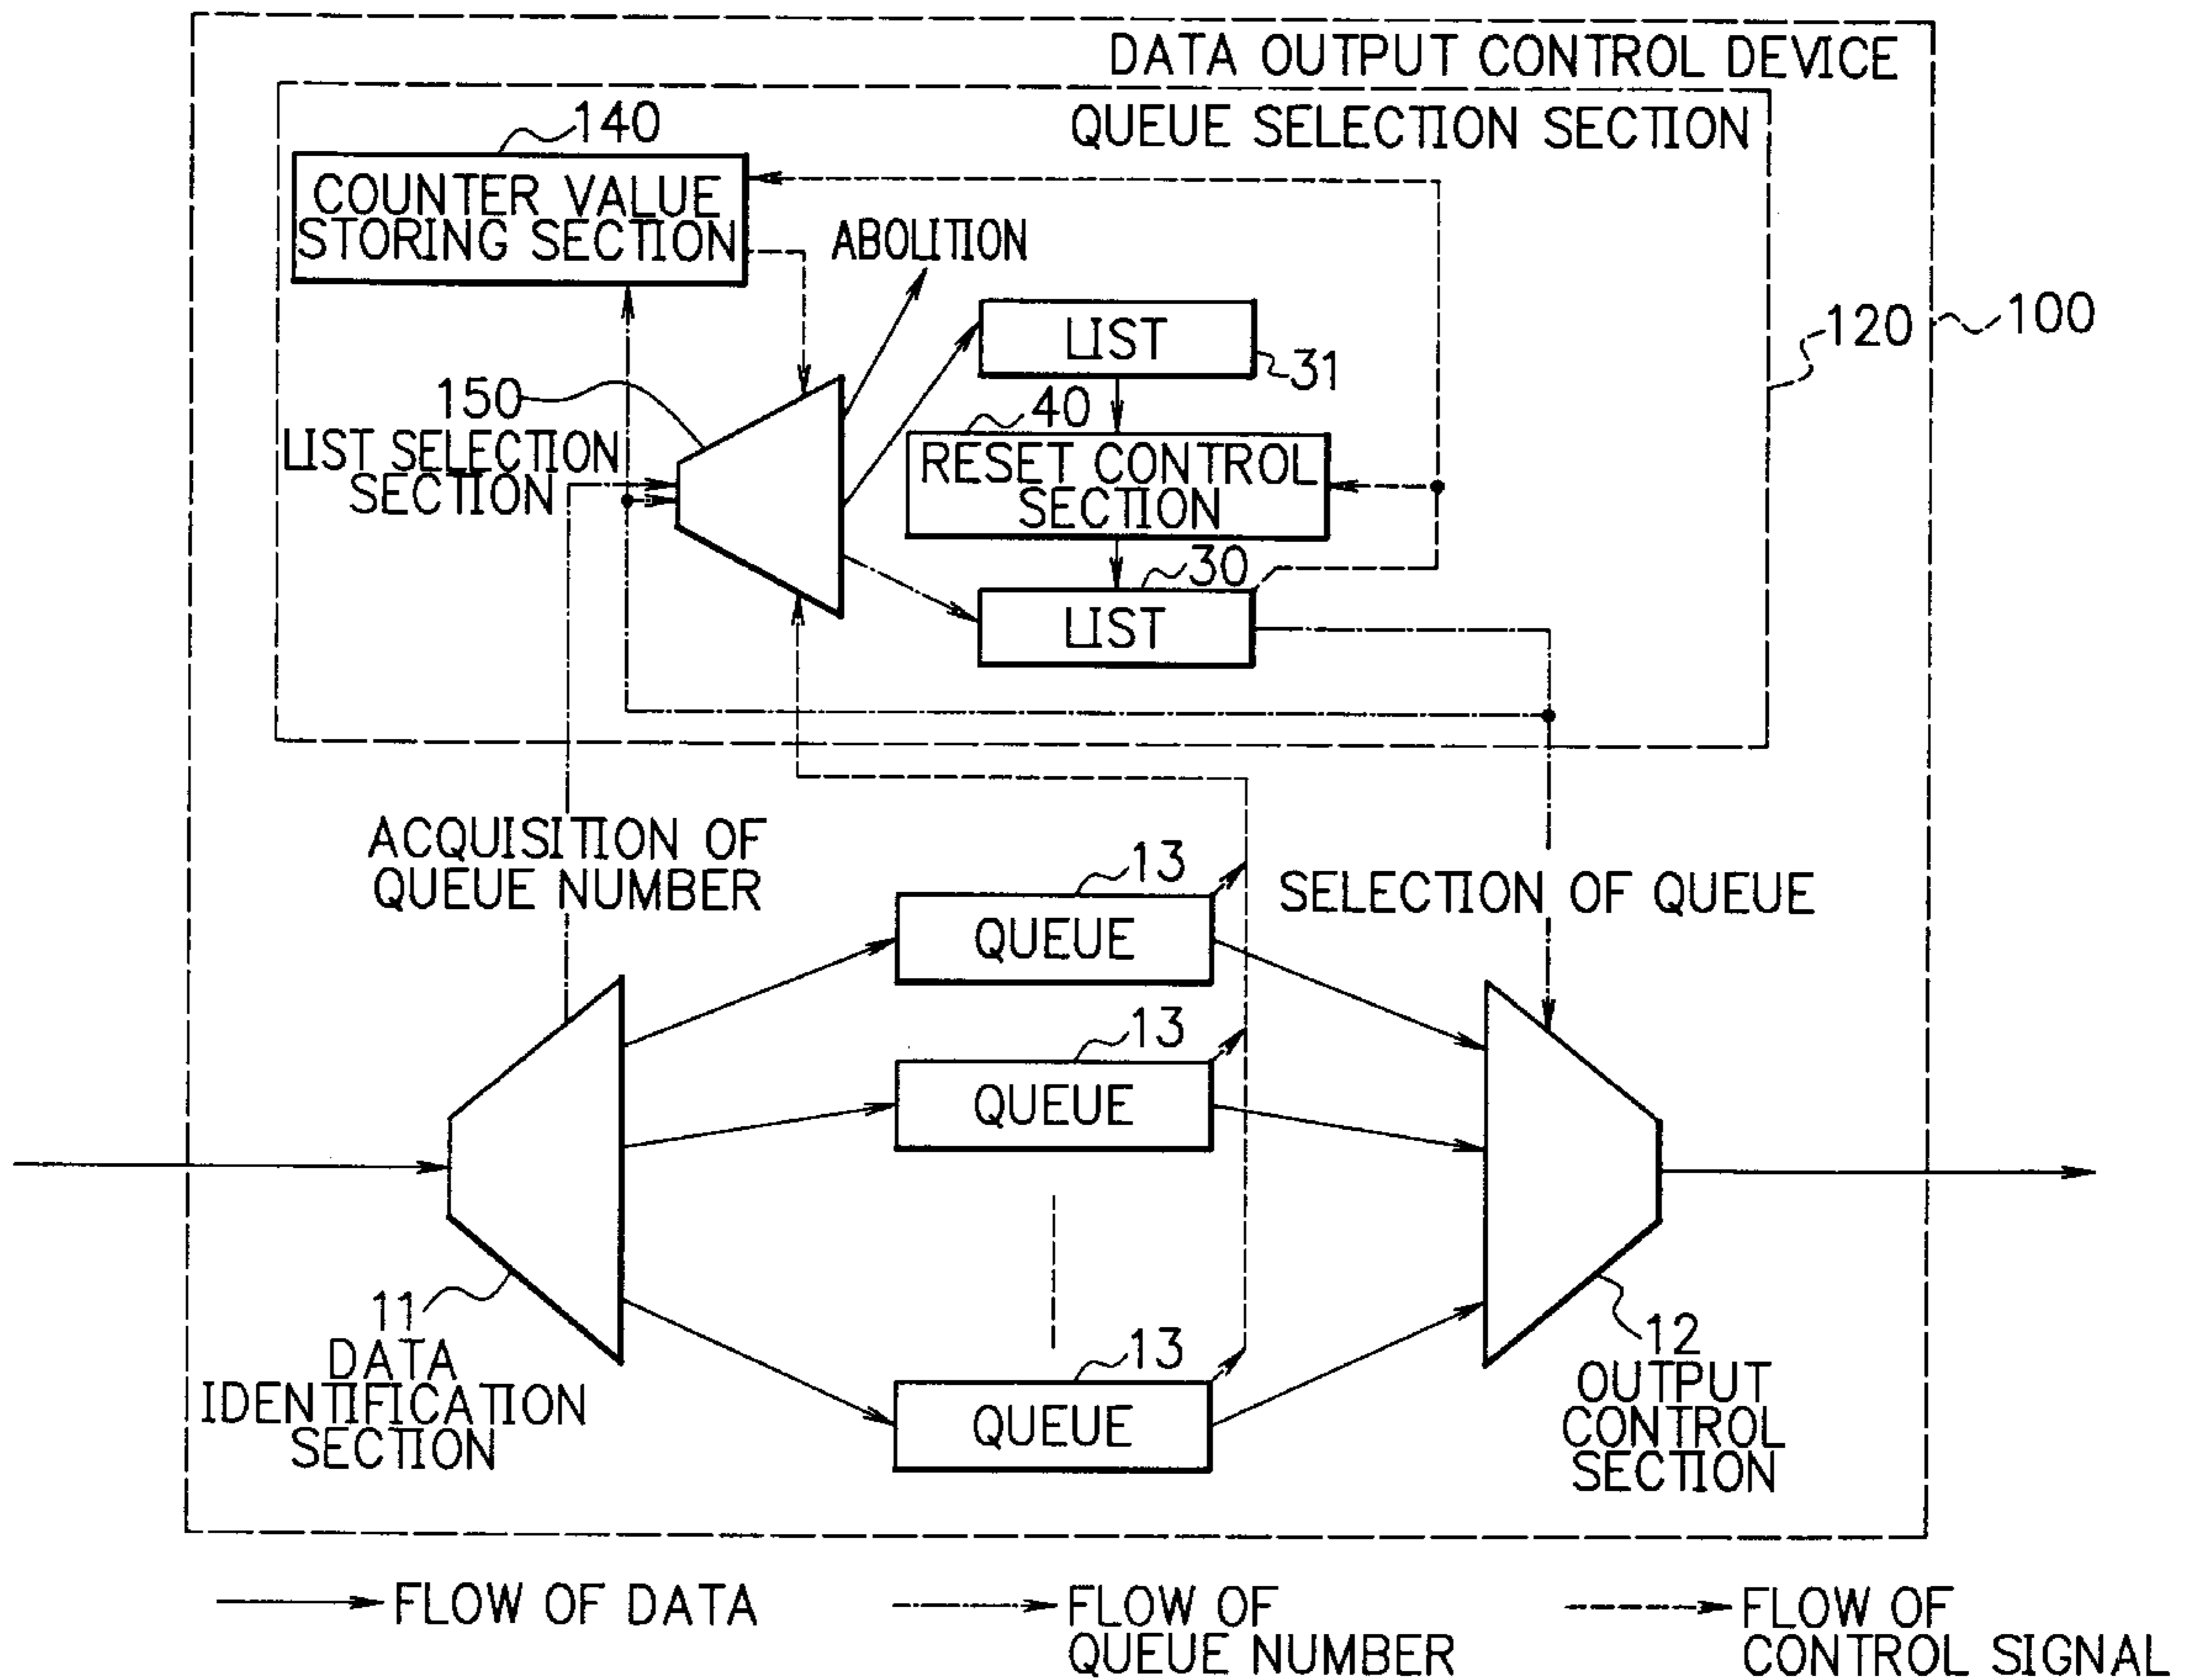 DATA OUTPUT CONTROL DEVICE
QUEUE SELECTION SECTION
140
COUNTER VALUE
STORING SECTION
ABOLITION
LIST
31
120
100
150
LIST SELECTION
SECTION
40
RESET CONTROL
SECTION
30
LIST
ACQUISITION OF
QUEUE NUMBER
13
QUEUE
SELECTION OF QUEUE
13
QUEUE
13
QUEUE
11
DATA
IDENTIFICATION
SECTION
12
OUTPUT
CONTROL
SECTION
FLOW OF DATA
FLOW OF
QUEUE NUMBER
FLOW OF
CONTROL SIGNAL